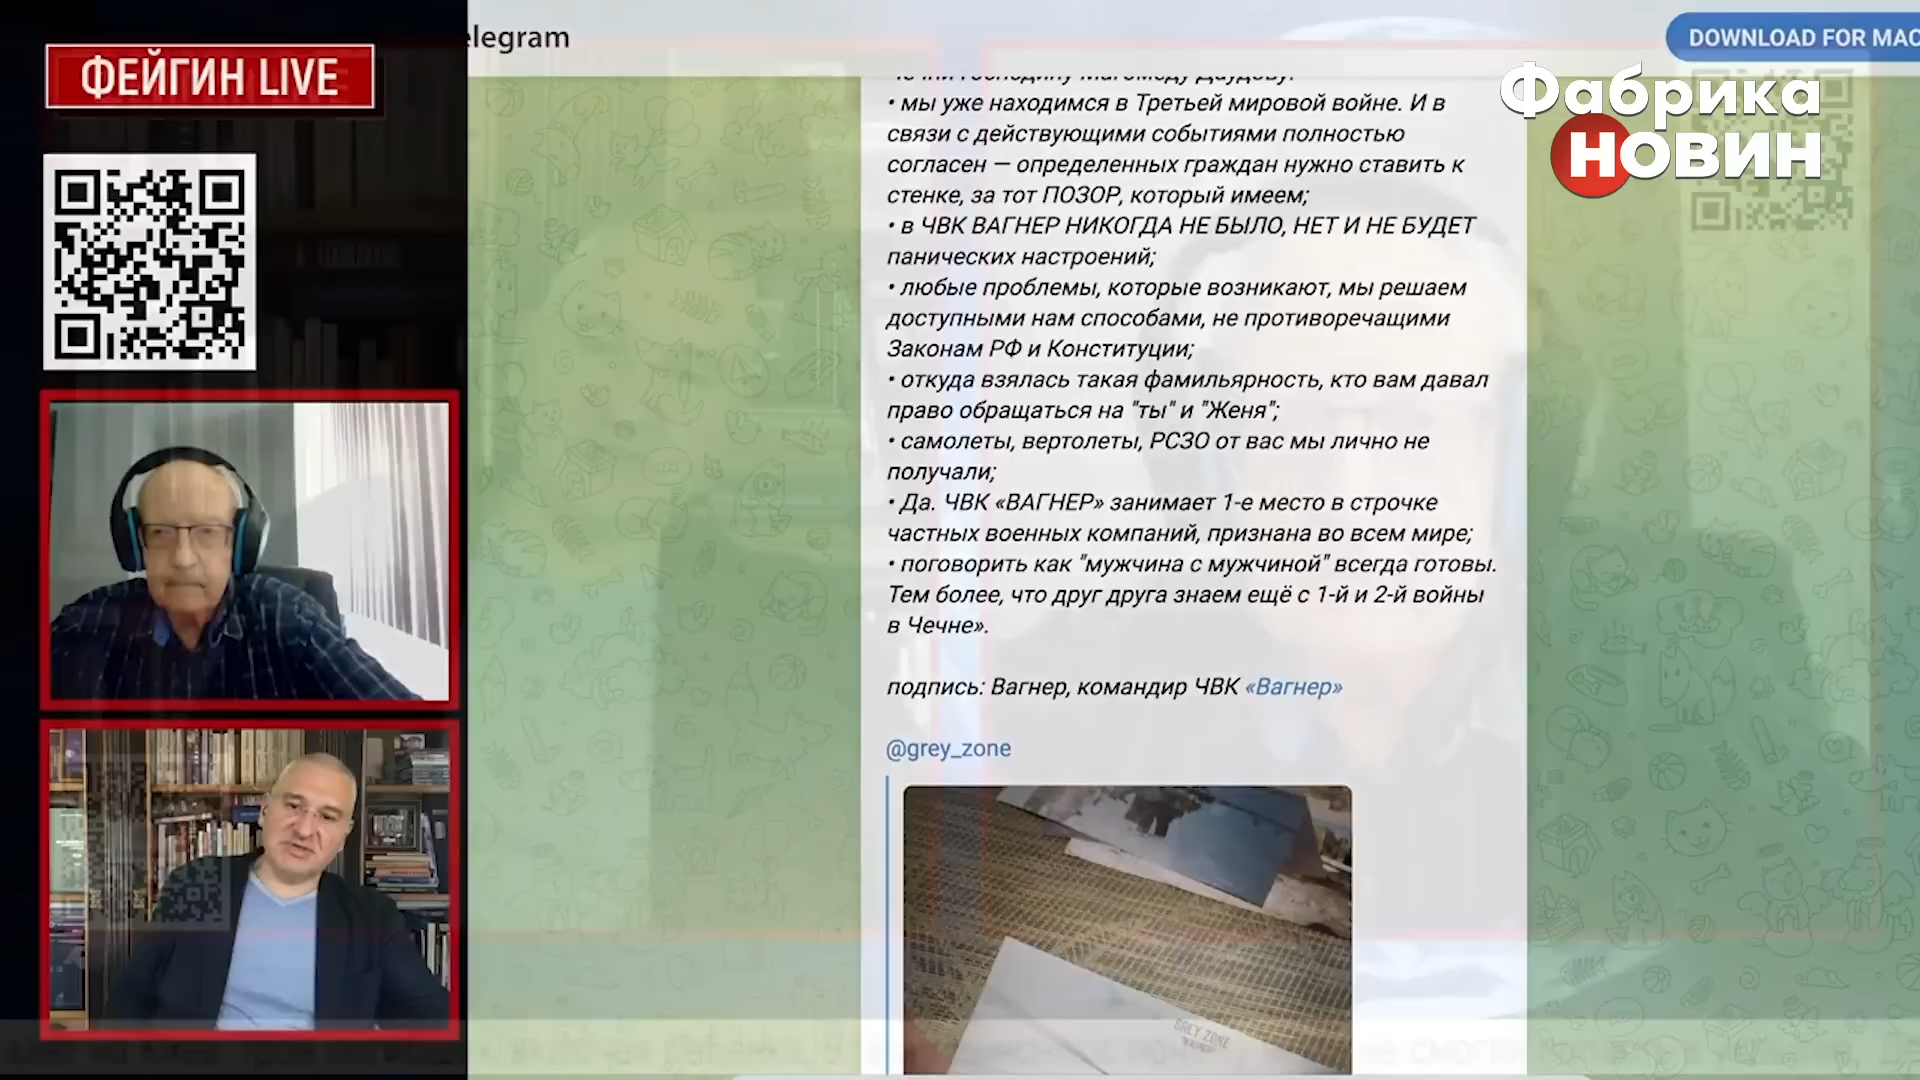 ФЕЙГИН LIVE
elegram
DOWNLOAD FOR MAC
Фабрика
новин
• мы уже находимся в Третьей мировой войне. И в
связи с действующими событиями полностью
согласен — определенных граждан нужно ставить к
стенке, за тот ПОЗОР, который имеем;
• в ЧВК ВАГНЕР НИКОГДА НЕ БЫЛО, НЕТ И НЕ БУДЕТ
панических настроений;
• любые проблемы, которые возникают, мы решаем
доступными нам способами, не противоречащими
Законам РФ и Конституции;
• откуда взялась такая фамильярность, кто вам давал
право обращаться на "ты" и "Женя";
• самолеты, вертолеты, РСЗО от вас мы лично не
получали;
• Да. ЧВК «ВАГНЕР» занимает 1-е место в строчке
частных военных компаний, признана во всем мире;
• поговорить как "мужчина с мужчиной" всегда готовы.
Тем более, что друг друга знаем ещё с 1-й и 2-й войны
в Чечне».
подпись: Вагнер, командир ЧВК «Вагнер»
@grey_zone
GREY ZONE